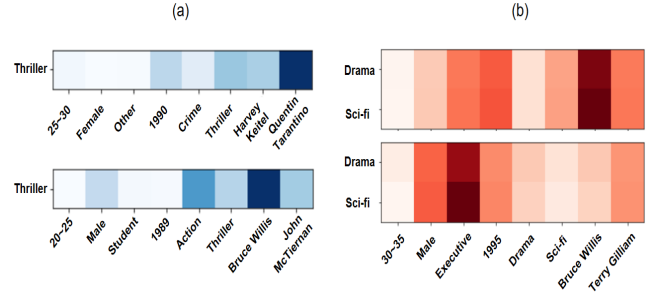 (a)
(b)
Thriller
25~30
Female
Other
1990
Crime
Thriller
Harvey
Keitel
Quentin
Tarantino
Thriller
20~25
Male
Student
1989
Action
Thriller
Bruce Willis
John
McTiernan
Drama
Sci-fi
Drama
Sci-fi
30~35
Male
Executive
1995
Drama
Sci-fi
Bruce Willis
Terry Gilliam